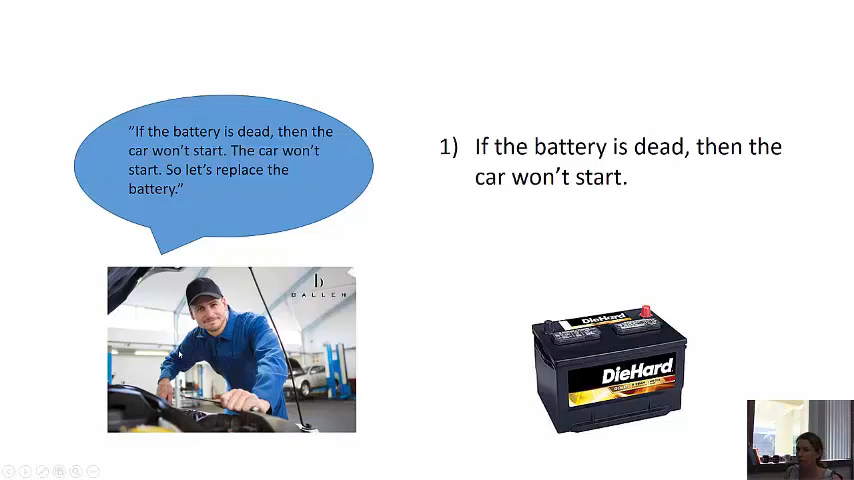 ”If the battery is dead, then the
car won’t start. The car won’t
start. So let’s replace the
battery.”
1) If the battery is dead, then the
car won’t start.
b
BALLEN
DieHard
DieHard